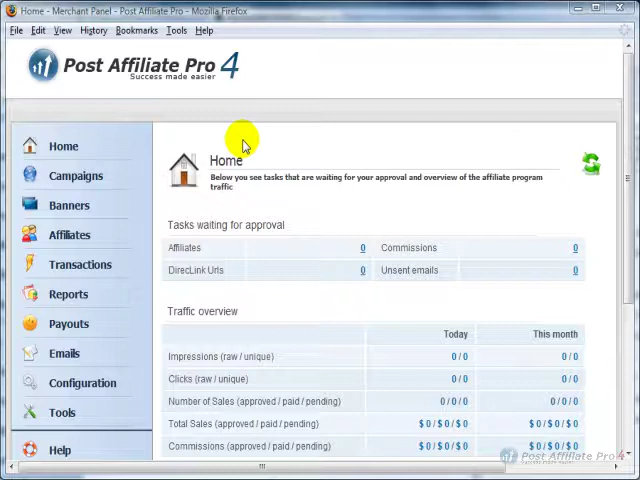 Home - Merchant Panel - Post Affiliate Pro - Mozilla Firefox
File Edit View History Bookmarks Tools Help
Post Affiliate Pro 4
Success made easier
Home
Campaigns
Banners
Affiliates
Transactions
Reports
Payouts
Emails
Configuration
Tools
Help
Home
Below you see tasks that are waiting for your approval and overview of the affiliate program
traffic
Tasks waiting for approval
Affiliates 0 Commissions 0
DirecLink Urls 0 Unsent emails 0
Traffic overview
Today This month
Impressions (raw / unique) 0 / 0 0 / 0
Clicks (raw / unique) 0 / 0 0 / 0
Number of Sales (approved / paid / pending) 0 / 0 / 0 0 / 0 / 0
Total Sales (approved / paid / pending) $ 0 / $ 0 / $ 0 $ 0 / $ 0 / $ 0
Commissions (approved / paid / pending) $ 0 / $ 0 / $ 0 $ 0 / $ 0 / $ 0
Post Affiliate Pro 4